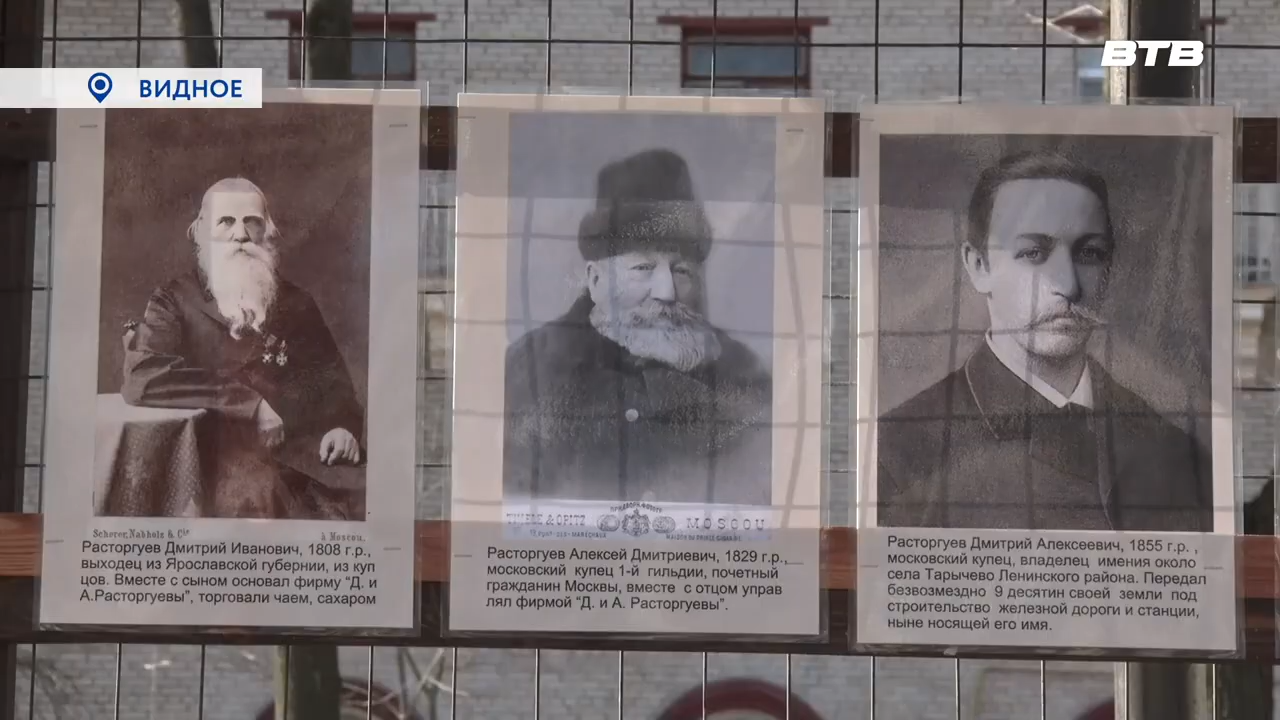 ВТВ
ВИДНОЕ
Scherer, Nabholz & Cie à Moscou.
Расторгуев Дмитрий Иванович, 1808 г.р.,
выходец из Ярославской губернии, из куп
цов. Вместе с сыном основал фирму “Д. и
А.Расторгуевы”, торговали чаем, сахаром
& OPITZ
MOSCOU
Расторгуев Алексей Дмитриевич, 1829 г.р.,
московский купец 1-й гильдии, почетный
гражданин Москвы, вместе с отцом управ
лял фирмой “Д. и А. Расторгуевы”.
Расторгуев Дмитрий Алексеевич, 1855 г.р. ,
московский купец, владелец имения около
села Тарычево Ленинского района. Передал
безвозмездно 9 десятин своей земли под
строительство железной дороги и станции,
ныне носящей его имя.